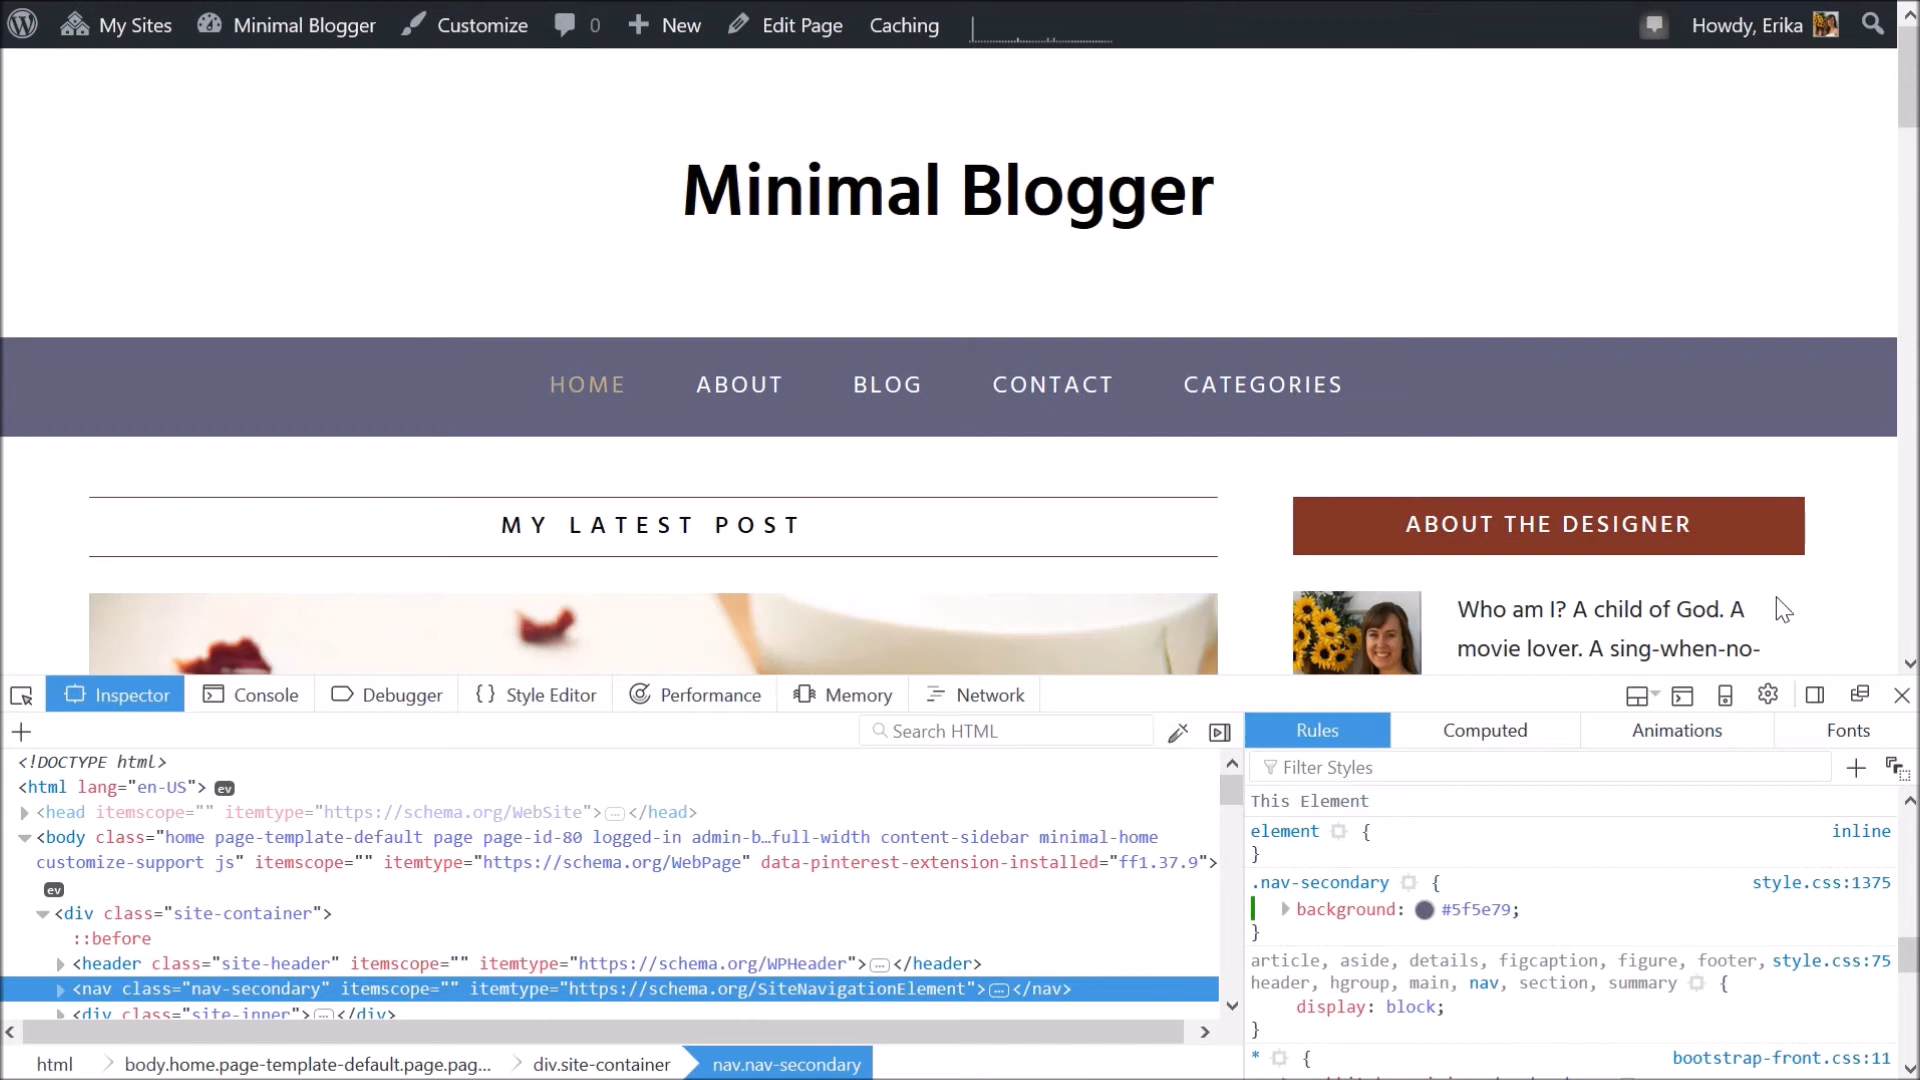 My Sites Minimal Blogger Customize 0 New Edit Page Caching Howdy, Erika
Minimal Blogger
HOME ABOUT BLOG CONTACT CATEGORIES
MY LATEST POST
ABOUT THE DESIGNER
Who am I? A child of God. A
movie lover. A sing-when-no-
Inspector Console Debugger Style Editor Performance Memory Network
Search HTML
<!DOCTYPE html>
<html lang="en-US"> ev
<head itemscope="" itemtype="https://schema.org/WebSite">…</head>
<body class="home page-template-default page page-id-80 logged-in admin-b…full-width content-sidebar minimal-home
customize-support js" itemscope="" itemtype="https://schema.org/WebPage" data-pinterest-extension-installed="ff1.37.9">
ev
<div class="site-container">
::before
<header class="site-header" itemscope="" itemtype="https://schema.org/WPHeader">…</header>
<nav class="nav-secondary" itemscope="" itemtype="https://schema.org/SiteNavigationElement">…</nav>
<div class="site-inner">…</div>
html body.home.page-template-default.page.pag... div.site-container nav.nav-secondary
Rules Computed Animations Fonts
Filter Styles
This Element
element { inline
}
.nav-secondary { style.css:1375
background: #5f5e79;
}
article, aside, details, figcaption, figure, footer, style.css:75
header, hgroup, main, nav, section, summary {
display: block;
}
* { bootstrap-front.css:11